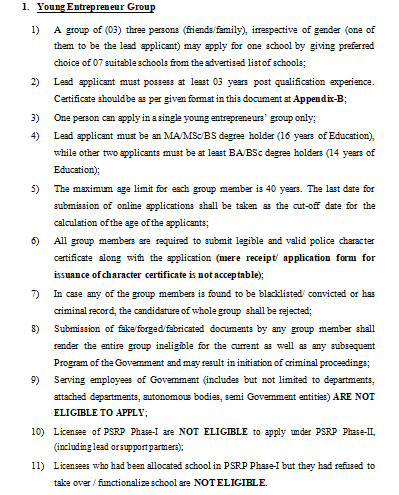 1. Young Entrepreneur Group
1) A group of (03) three persons (friends/family), irrespective of gender (one of
them to be the lead applicant) may apply for one school by giving preferred
choice of 07 suitable schools from the advertised list of schools;
2) Lead applicant must possess at least 03 years post qualification experience.
Certificate should be as per given format in this document at Appendix-B;
3) One person can apply in a single young entrepreneurs' group only;
4) Lead applicant must be an MA/MSc/BS degree holder (16 years of Education),
while other two applicants must be at least BA/BSc degree holders (14 years of
Education);
5) The maximum age limit for each group member is 40 years. The last date for
submission of online applications shall be taken as the cut-off date for the
calculation of the age of the applicants;
6) All group members are required to submit legible and valid police character
certificate along with the application (mere receipt/ application form for
issuance of character certificate is not acceptable);
7) In case any of the group members is found to be blacklisted/ convicted or has
criminal record, the candidature of whole group shall be rejected;
8) Submission of fake/forged/fabricated documents by any group member shall
render the entire group ineligible for the current as well as any subsequent
Program of the Government and may result in initiation of criminal proceedings;
9) Serving employees of Government (includes but not limited to departments,
attached departments, autonomous bodies, semi Government entities) ARE NOT
ELIGIBLE TO APPLY;
10) Licensee of PSRP Phase-I are NOT ELIGIBLE to apply under PSRP Phase-II,
(including lead or support partners);
11) Licensees who had been allocated school in PSRP Phase-I but they had refused to
take over / functionalize school are NOT ELIGIBLE.